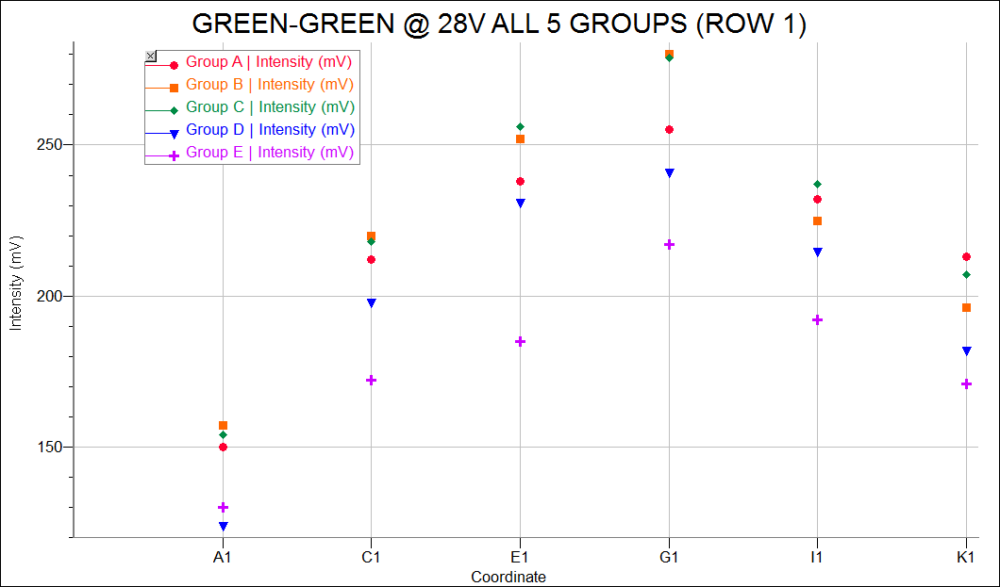 GREEN-GREEN @ 28V ALL 5 GROUPS (ROW 1)
Group A | Intensity (mV)
Group B | Intensity (mV)
Group C | Intensity (mV)
Group D | Intensity (mV)
Group E | Intensity (mV)
250
200
150
Intensity (mV)
A1 C1 E1 G1 I1 K1
Coordinate